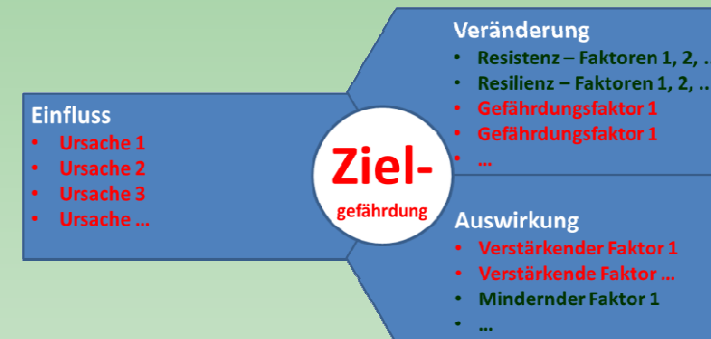 Einfluss
• Ursache 1
• Ursache 2
• Ursache 3
• Ursache ...
Ziel-
gefährdung
Veränderung
• Resistenz – Faktoren 1, 2, ..
• Resilienz – Faktoren 1, 2, ..
• Gefährdungsfaktor 1
• Gefährdungsfaktor 1
• ...
Auswirkung
• Verstärkender Faktor 1
• Verstärkende Faktor ...
• Mindernder Faktor 1
• ...